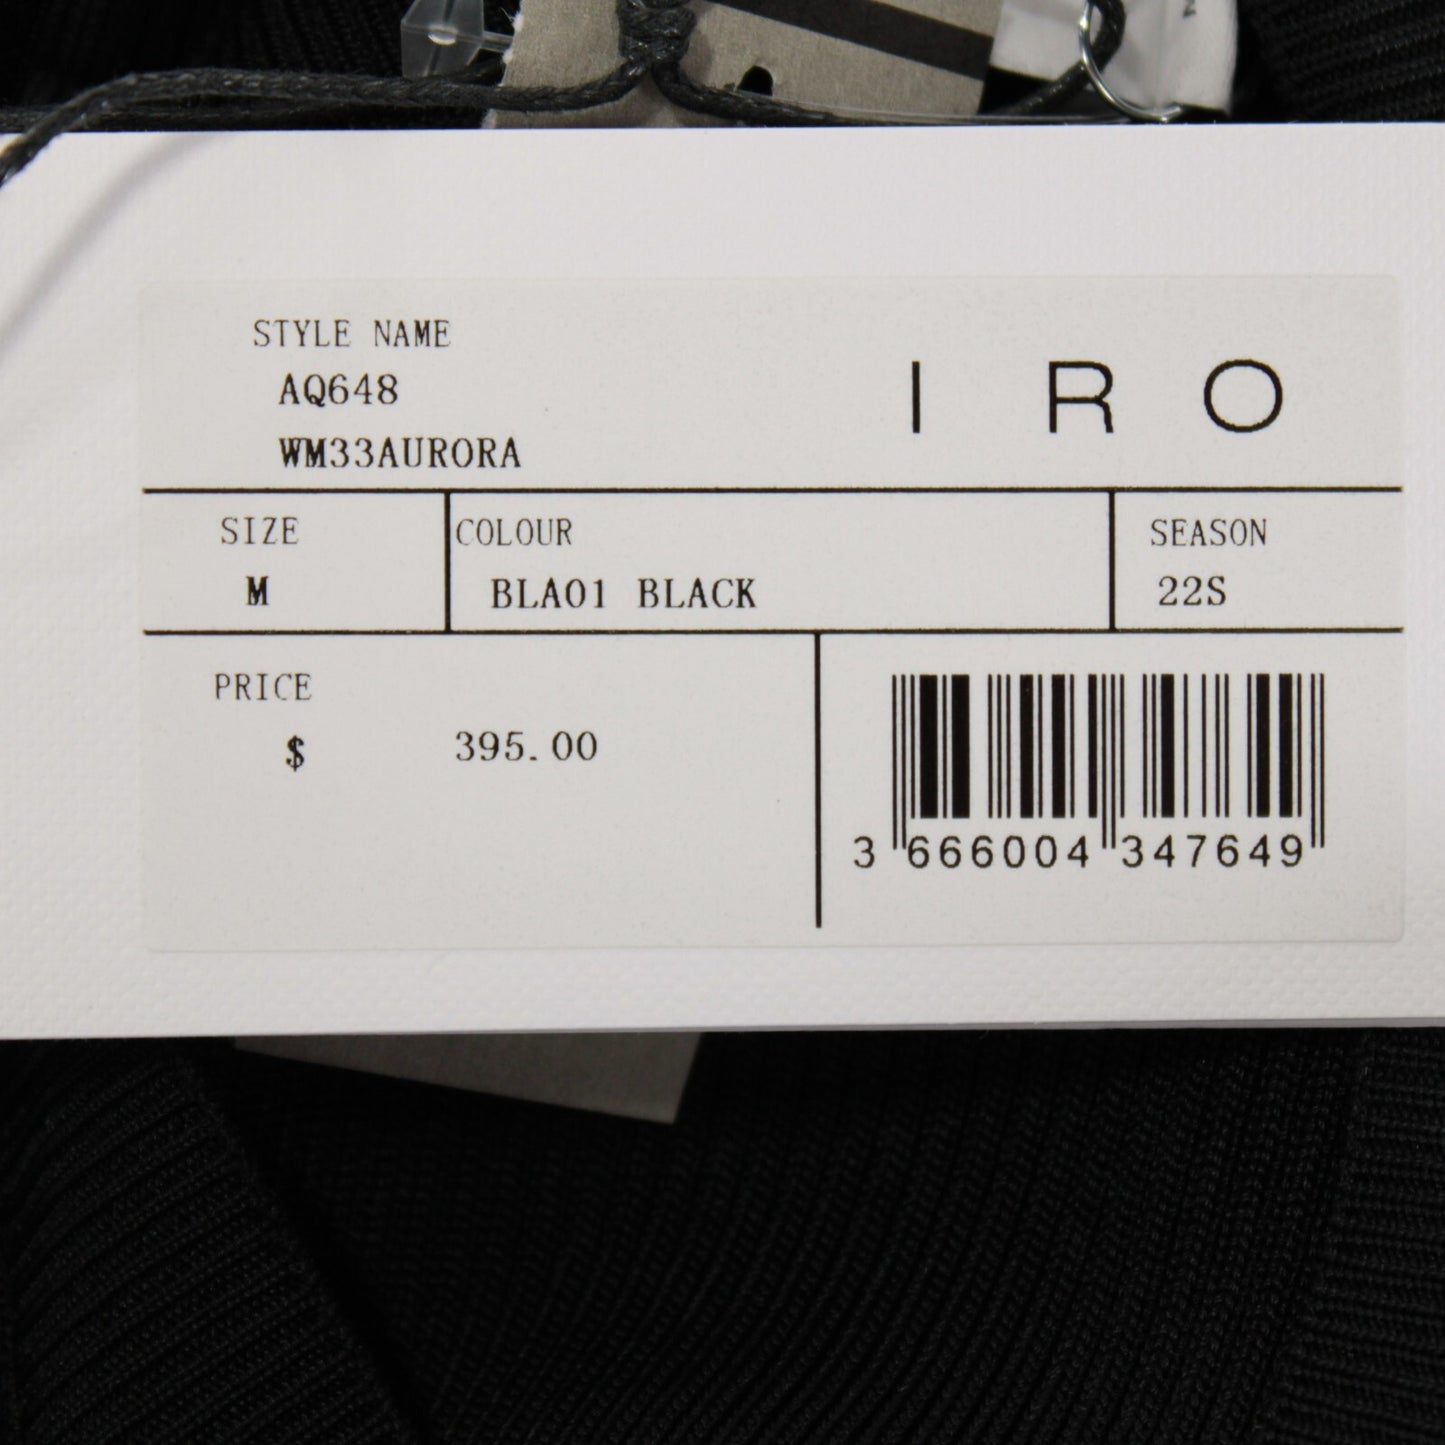 STYLE NAME
AQ648
WM33AURORA
I R O
SIZE
M
COLOUR
BLA01 BLACK
SEASON
22S
PRICE
$ 395.00
3 666004 347649